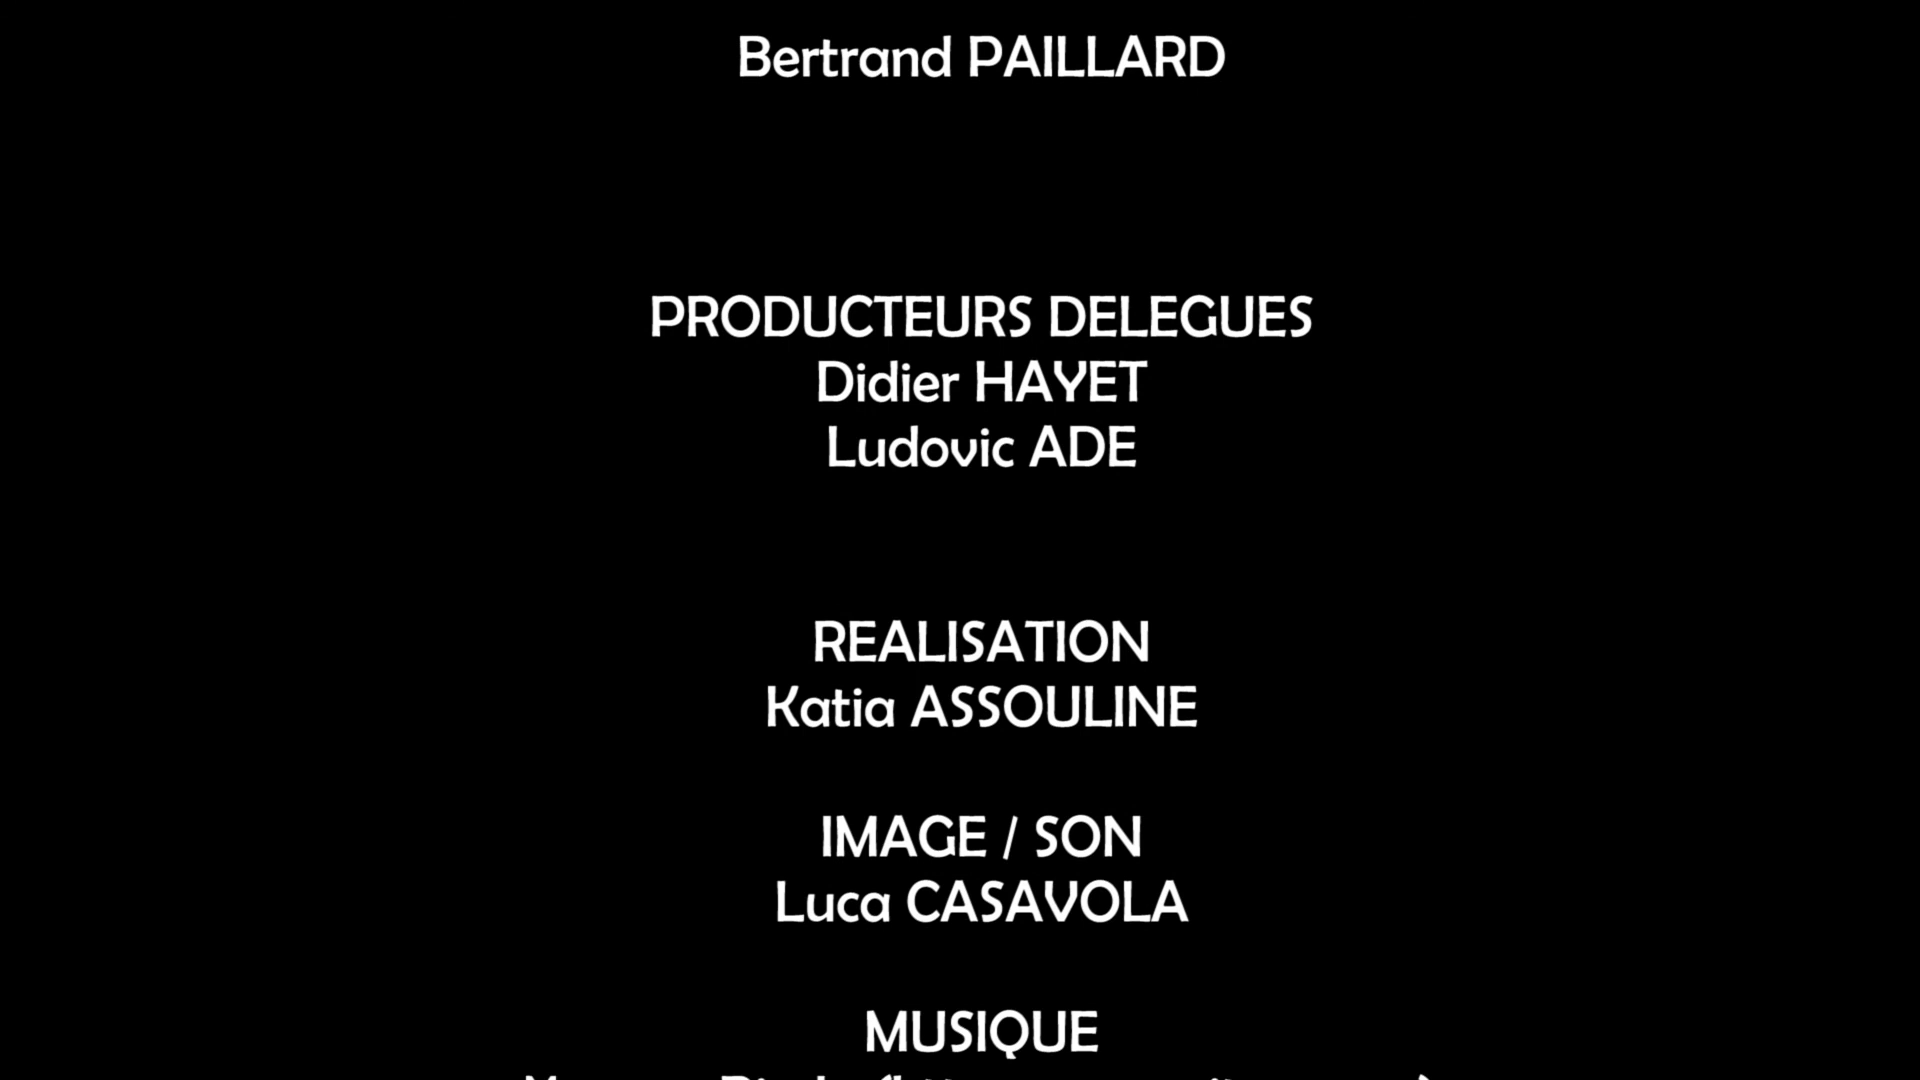 Bertrand PAILLARD
PRODUCTEURS DELEGUES
Didier HAYET
Ludovic ADE
REALISATION
Katia ASSOULINE
IMAGE / SON
Luca CASAVOLA
MUSIQUE